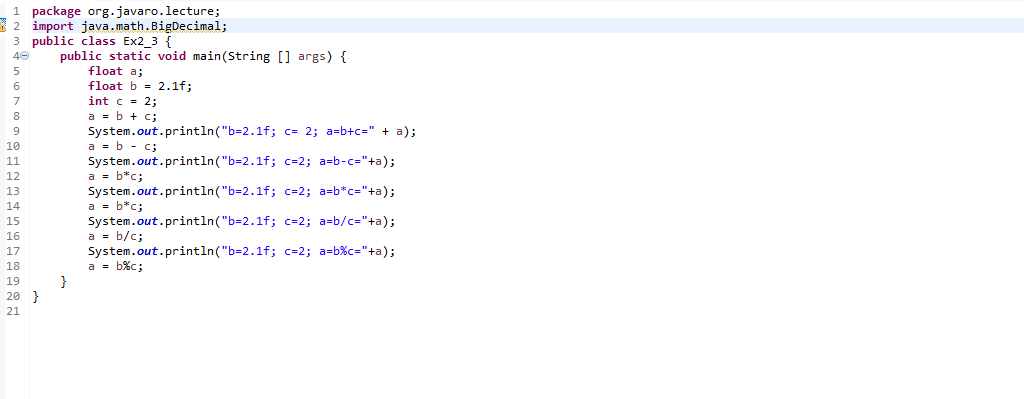 1 package org.javaro.lecture;
2 import java.math.BigDecimal;
3 public class Ex2_3 {
4 public static void main(String [] args) {
5 float a;
6 float b = 2.1f;
7 int c = 2;
8 a = b + c;
9 System.out.println("b=2.1f; c= 2; a=b+c=" + a);
10 a = b - c;
11 System.out.println("b=2.1f; c=2; a=b-c="+a);
12 a = b*c;
13 System.out.println("b=2.1f; c=2; a=b*c="+a);
14 a = b*c;
15 System.out.println("b=2.1f; c=2; a=b/c="+a);
16 a = b/c;
17 System.out.println("b=2.1f; c=2; a=b%c="+a);
18 a = b%c;
19 }
20 }
21